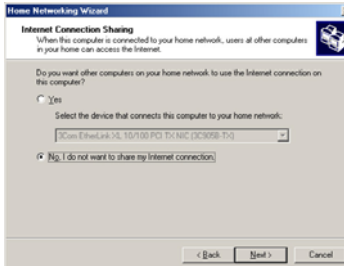 Home Networking Wizard
Internet Connection Sharing
When this computer is connected to your home network, users at other computers
in your home can access the Internet.
Do you want other computers on your home network to use the Internet connection on
this computer?
Yes
Select the device that connects this computer to your home network:
3Com EtherLink XL 10/100 PCI TX NIC (3C905B-TX)
No, I do not want to share my Internet connection.
< Back
Next >
Cancel